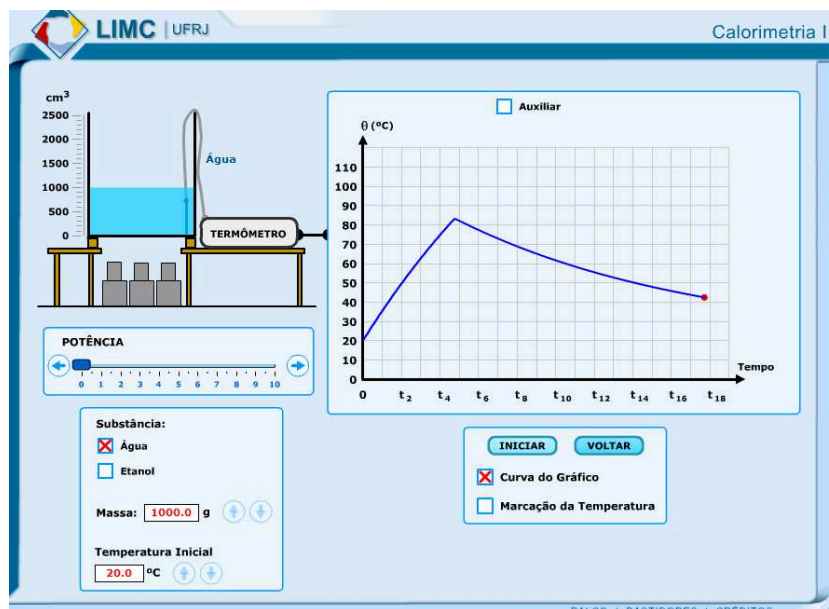 LIMC | UFRJ
Calorimetria I
cm³
2500
2000
1500
1000
500
0
Água
TERMÔMETRO
Auxiliar
θ (ºC)
110
100
90
80
70
60
50
40
30
20
10
0
Tempo
0 t₂ t₄ t₆ t₈ t₁₀ t₁₂ t₁₄ t₁₆ t₁₈
POTÊNCIA
0 1 2 3 4 5 6 7 8 9 10
Substância:
Água
Etanol
Massa: 1000.0 g
Temperatura Inicial
20.0 ºC
INICIAR VOLTAR
Curva do Gráfico
Marcação da Temperatura